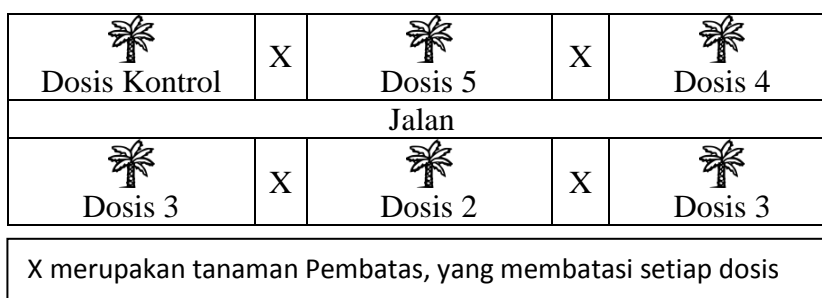 X X
Dosis Kontrol Dosis 5 Dosis 4
Jalan
X X
Dosis 3 Dosis 2 Dosis 3
X merupakan tanaman Pembatas, yang membatasi setiap dosis